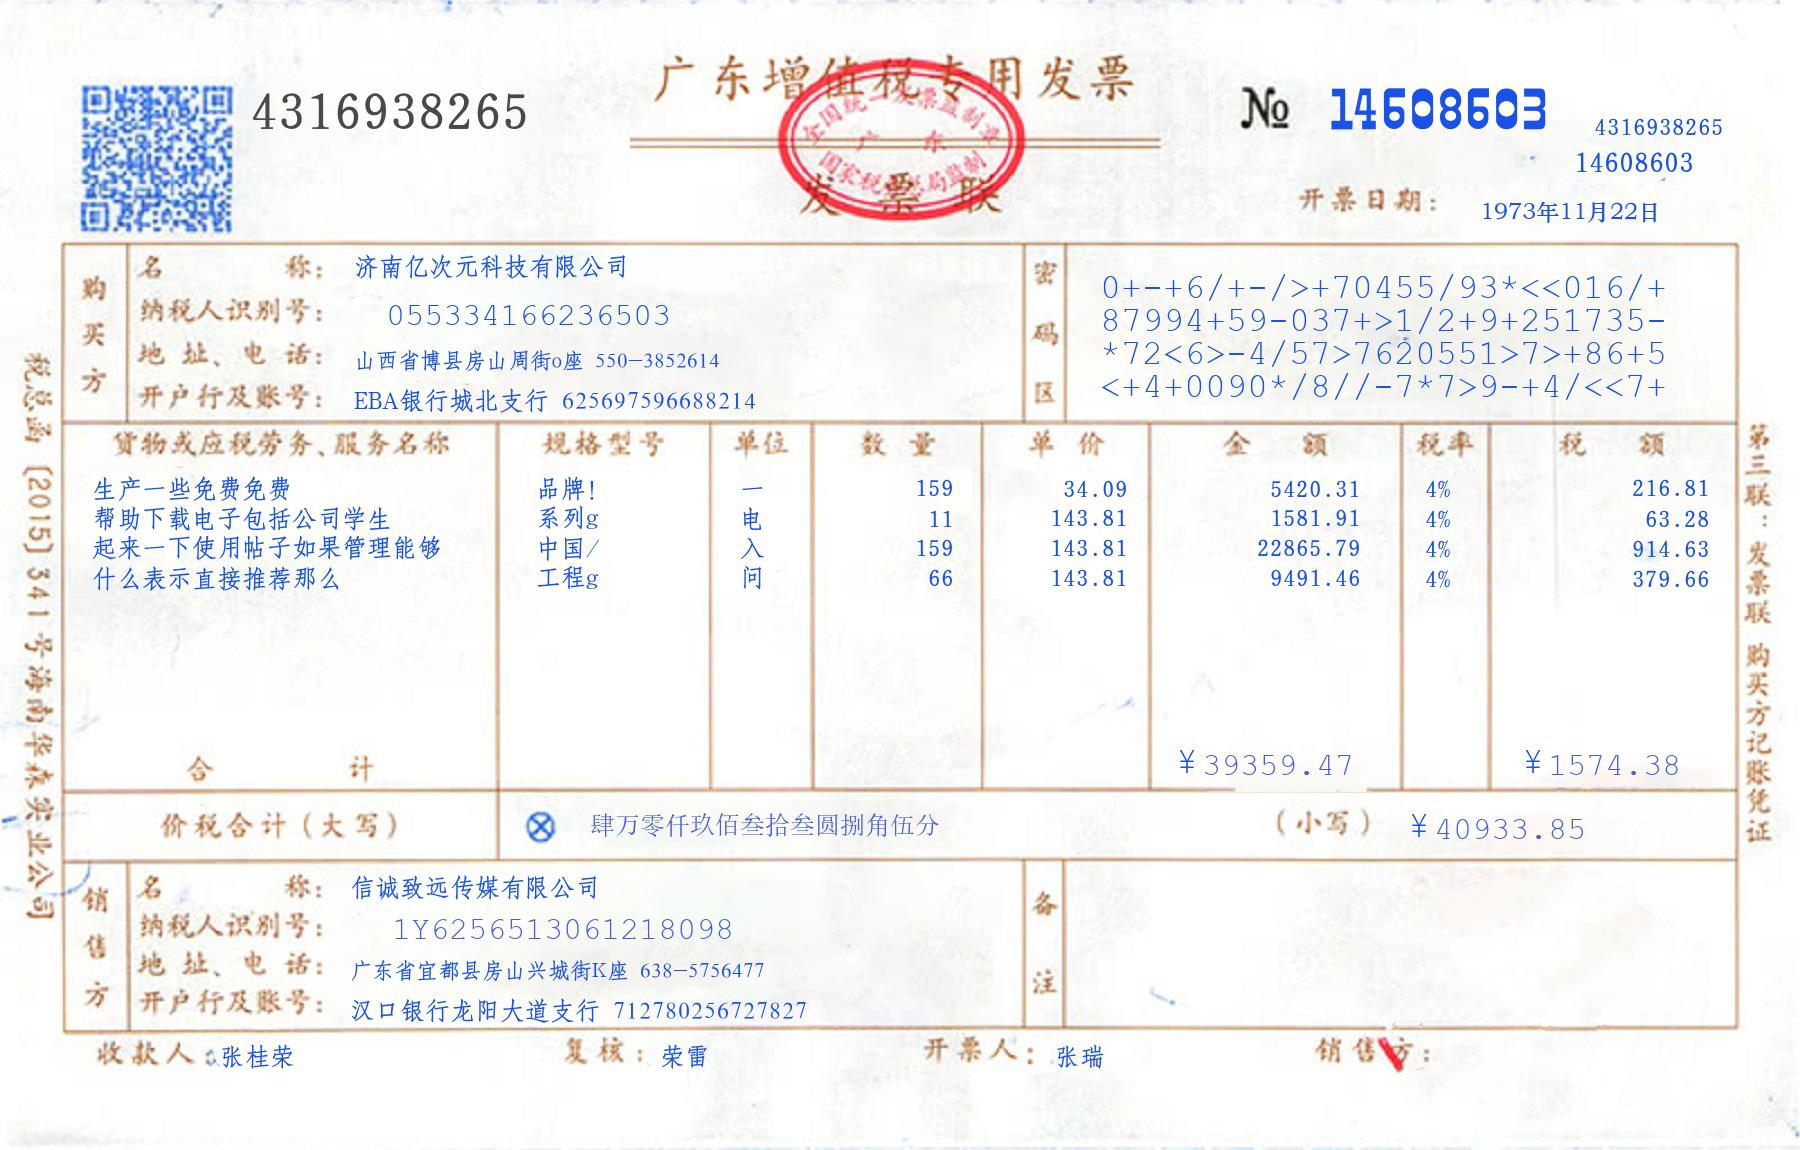 广东增值税专用发票
4316938265
№ 14608603
4316938265
14608603
全国统一发票监制章
广 东
国家税务总局监制
发票联
开票日期： 1973年11月22日
购买方
名 称： 济南亿次元科技有限公司
纳税人识别号： 055334166236503
地址、电话： 山西省博县房山周街o座 550-3852614
开户行及账号： EBA银行城北支行 625697596688214
密码区
0+-+6/+-/>+70455/93*<<016/+
87994+59-037+>1/2+9+251735-
*72<6>-4/57>7620551>7>+86+5
<+4+0090*/8//-7*7>9-+4/<<7+
货物或应税劳务、服务名称 规格型号 单位 数量 单价 金额 税率 税额
生产一些免费免费 品牌! 一 159 34.09 5420.31 4% 216.81
帮助下载电子包括公司学生 系列g 电 11 143.81 1581.91 4% 63.28
起来一下使用帖子如果管理能够 中国/ 入 159 143.81 22865.79 4% 914.63
什么表示直接推荐那么 工程g 问 66 143.81 9491.46 4% 379.66
合 计 ¥39359.47 ¥1574.38
价税合计（大写） ⊗ 肆万零仟玖佰叁拾叁圆捌角伍分 （小写） ¥40933.85
销售方
名 称： 信诚致远传媒有限公司
纳税人识别号： 1Y6256513061218098
地址、电话： 广东省宜都县房山兴城街K座 638-5756477
开户行及账号： 汉口银行龙阳大道支行 712780256727827
备注
收款人：张桂荣 复核：荣雷 开票人：张瑞 销售方：
税总函〔2015〕341号海南华森实业公司
第三联：发票联 购买方记账凭证